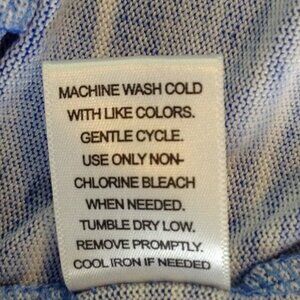 MACHINE WASH COLD
WITH LIKE COLORS.
GENTLE CYCLE.
USE ONLY NON-
CHLORINE BLEACH
WHEN NEEDED.
TUMBLE DRY LOW.
REMOVE PROMPTLY.
COOL IRON IF NEEDED